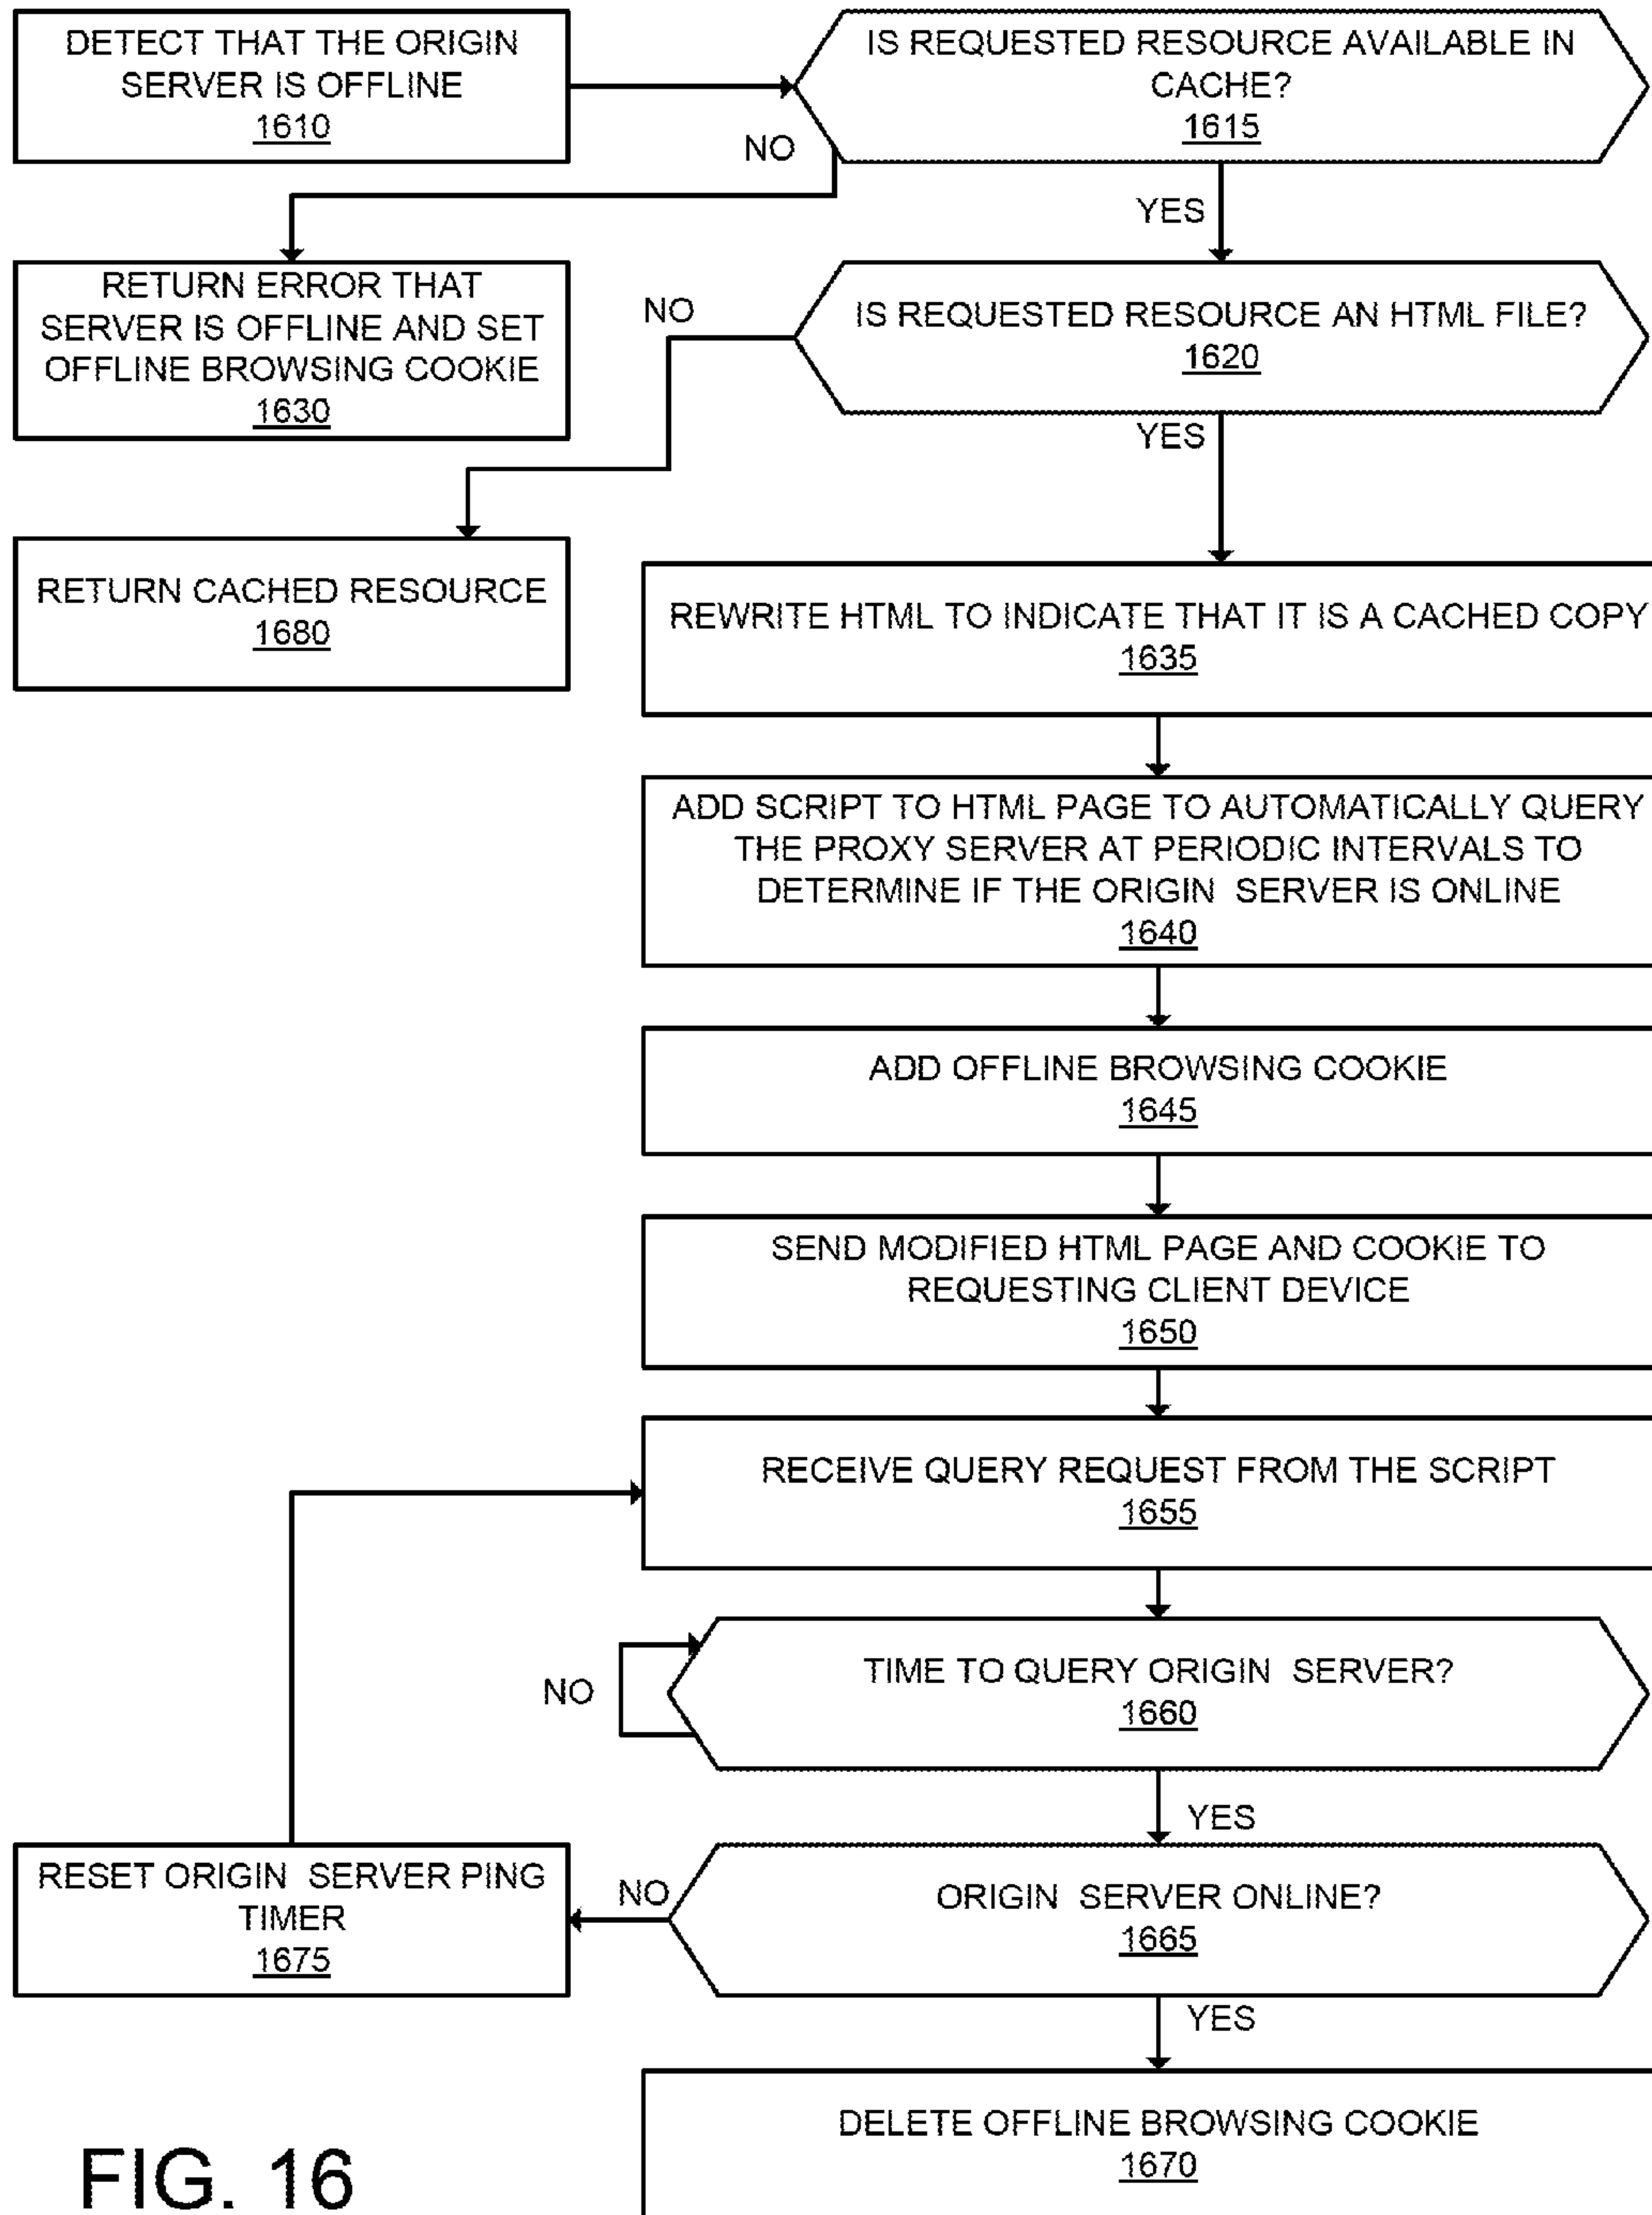 DETECT THAT THE ORIGIN
SERVER IS OFFLINE
1610
IS REQUESTED RESOURCE AVAILABLE IN
CACHE?
1615
NO
YES
RETURN ERROR THAT
SERVER IS OFFLINE AND SET
OFFLINE BROWSING COOKIE
1630
NO
IS REQUESTED RESOURCE AN HTML FILE?
1620
YES
RETURN CACHED RESOURCE
1680
REWRITE HTML TO INDICATE THAT IT IS A CACHED COPY
1635
ADD SCRIPT TO HTML PAGE TO AUTOMATICALLY QUERY
THE PROXY SERVER AT PERIODIC INTERVALS TO
DETERMINE IF THE ORIGIN SERVER IS ONLINE
1640
ADD OFFLINE BROWSING COOKIE
1645
SEND MODIFIED HTML PAGE AND COOKIE TO
REQUESTING CLIENT DEVICE
1650
RECEIVE QUERY REQUEST FROM THE SCRIPT
1655
NO
TIME TO QUERY ORIGIN SERVER?
1660
YES
RESET ORIGIN SERVER PING
TIMER
1675
NO
ORIGIN SERVER ONLINE?
1665
YES
DELETE OFFLINE BROWSING COOKIE
1670
FIG. 16